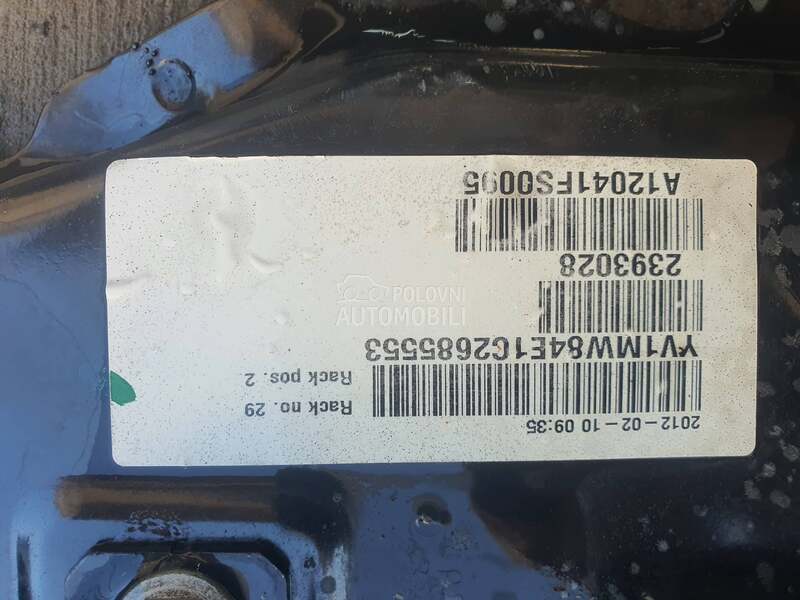 2012-02-10 09:35
Rack no. 29
Rack pos. 2
YV1MW84E1C2685553
2393028
A12041FS0095
POLOVNI
AUTOMOBILI